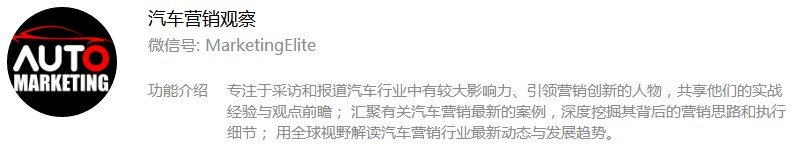 AUTO
MARKETING
汽车营销观察
微信号: MarketingElite
功能介绍 专注于采访和报道汽车行业中有较大影响力、引领营销创新的人物，共享他们的实战
经验与观点前瞻； 汇聚有关汽车营销最新的案例，深度挖掘其背后的营销思路和执行
细节； 用全球视野解读汽车营销行业最新动态与发展趋势。